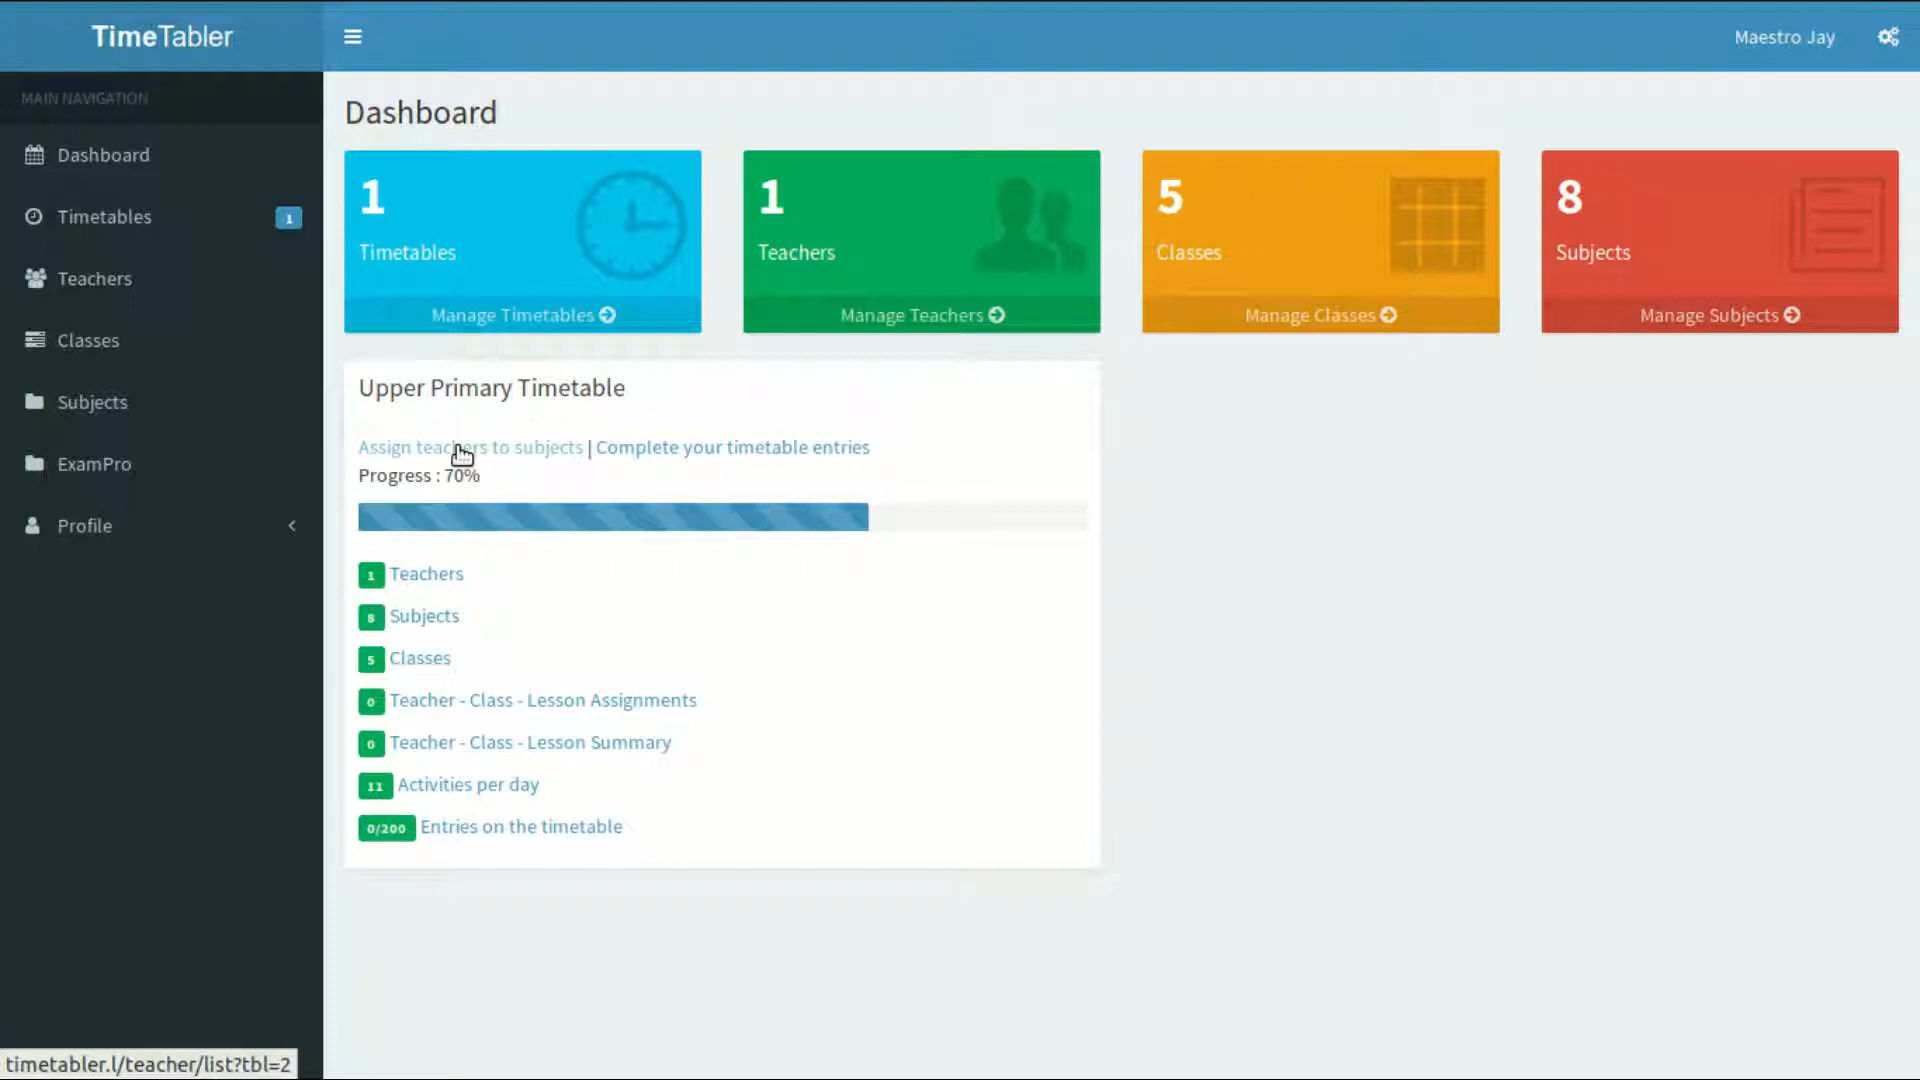 TimeTabler
Maestro Jay
MAIN NAVIGATION
Dashboard
Timetables 1
Teachers
Classes
Subjects
ExamPro
Profile
Dashboard
1
Timetables
Manage Timetables
1
Teachers
Manage Teachers
5
Classes
Manage Classes
8
Subjects
Manage Subjects
Upper Primary Timetable
Assign teachers to subjects | Complete your timetable entries
Progress : 70%
1 Teachers
8 Subjects
5 Classes
0 Teacher - Class - Lesson Assignments
0 Teacher - Class - Lesson Summary
11 Activities per day
0/200 Entries on the timetable
timetabler.l/teacher/list?tbl=2